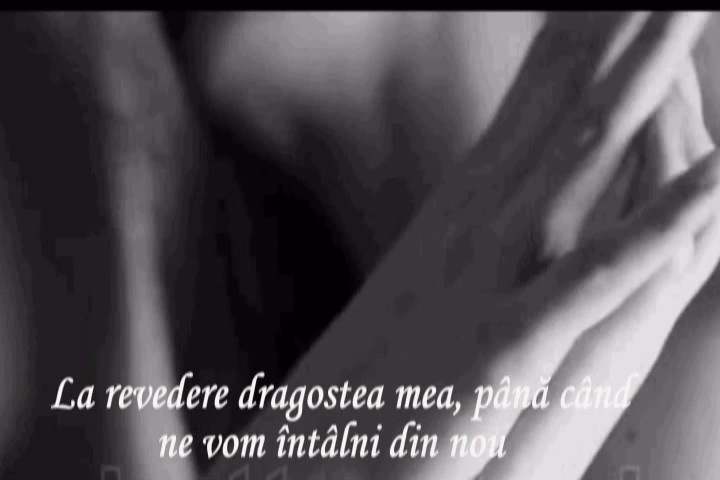 La revedere dragostea mea, până când
ne vom întâlni din nou